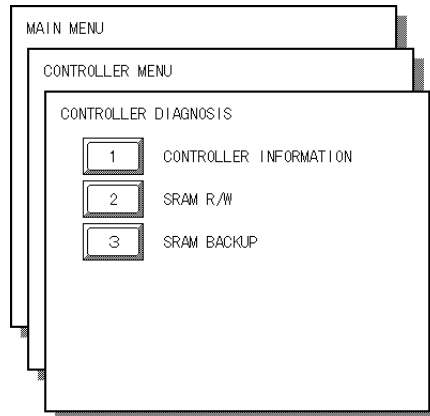 MAIN MENU
CONTROLLER MENU
CONTROLLER DIAGNOSIS
1 CONTROLLER INFORMATION
2 SRAM R/W
3 SRAM BACKUP